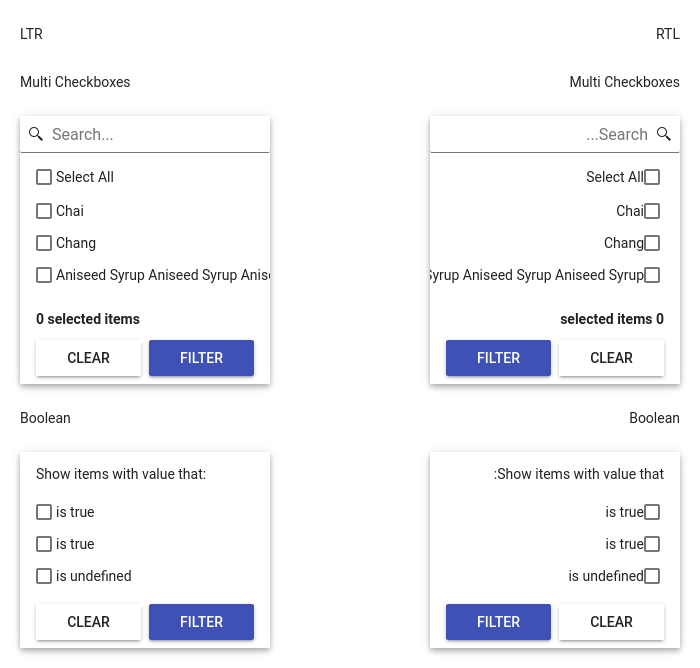 LTR
RTL
Multi Checkboxes
Multi Checkboxes
Search...
...Search
Select All
Select All
Chai
Chai
Chang
Chang
Aniseed Syrup Aniseed Syrup
Syrup Aniseed Syrup Aniseed Syrup
0 selected items
selected items 0
CLEAR
FILTER
FILTER
CLEAR
Boolean
Boolean
Show items with value that:
:Show items with value that
is true
is true
is true
is true
is undefined
is undefined
CLEAR
FILTER
FILTER
CLEAR